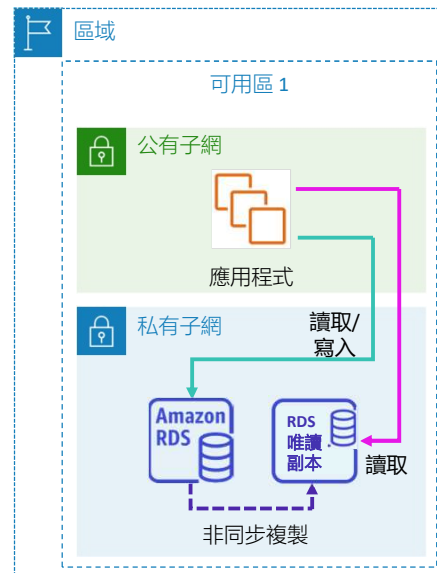 區域
可用區 1
公有子網
應用程式
私有子網
讀取/
寫入
Amazon
RDS
RDS
唯讀
副本
讀取
非同步複製